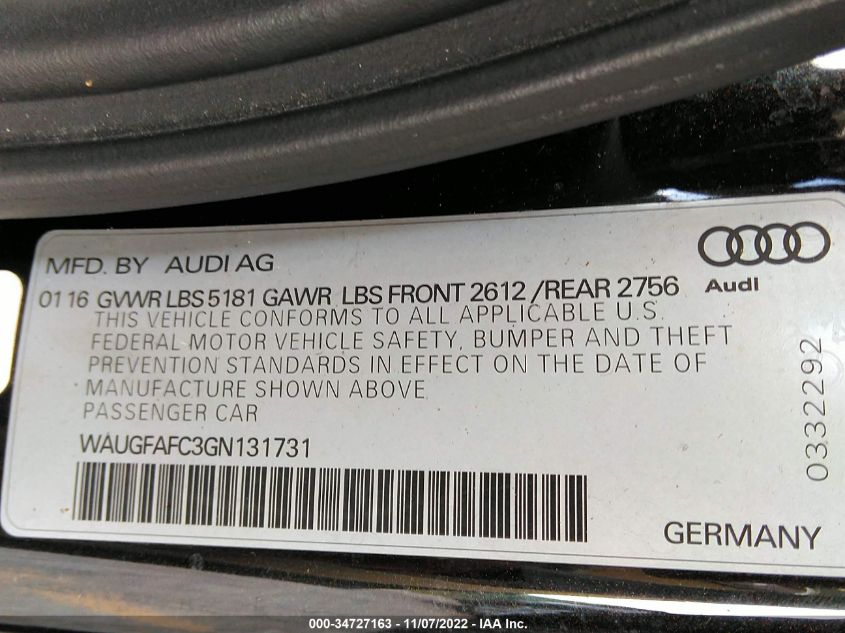 MFD. BY AUDI AG
Audi
0116 GVWR LBS 5181 GAWR LBS FRONT 2612 / REAR 2756
THIS VEHICLE CONFORMS TO ALL APPLICABLE U.S.
FEDERAL MOTOR VEHICLE SAFETY, BUMPER AND THEFT
PREVENTION STANDARDS IN EFFECT ON THE DATE OF
MANUFACTURE SHOWN ABOVE
PASSENGER CAR
WAUGFAFC3GN131731
GERMANY
0332292
000-34727163 - 11/07/2022 - IAA Inc.